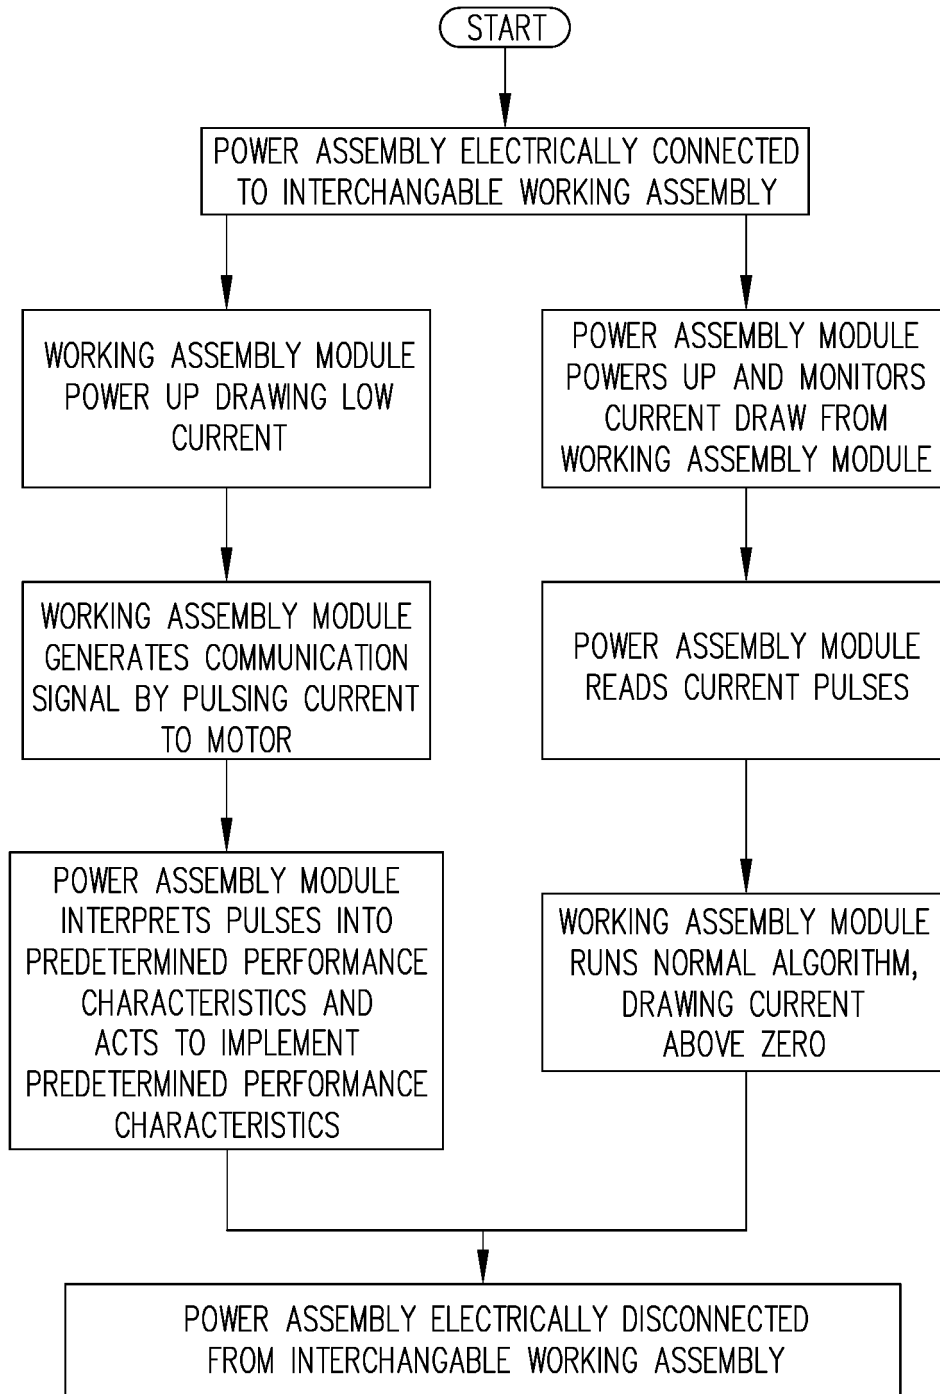 START
POWER ASSEMBLY ELECTRICALLY CONNECTED
TO INTERCHANGABLE WORKING ASSEMBLY
WORKING ASSEMBLY MODULE
POWER UP DRAWING LOW
CURRENT
POWER ASSEMBLY MODULE
POWERS UP AND MONITORS
CURRENT DRAW FROM
WORKING ASSEMBLY MODULE
WORKING ASSEMBLY MODULE
GENERATES COMMUNICATION
SIGNAL BY PULSING CURRENT
TO MOTOR
POWER ASSEMBLY MODULE
READS CURRENT PULSES
POWER ASSEMBLY MODULE
INTERPRETS PULSES INTO
PREDETERMINED PERFORMANCE
CHARACTERISTICS AND
ACTS TO IMPLEMENT
PREDETERMINED PERFORMANCE
CHARACTERISTICS
WORKING ASSEMBLY MODULE
RUNS NORMAL ALGORITHM,
DRAWING CURRENT
ABOVE ZERO
POWER ASSEMBLY ELECTRICALLY DISCONNECTED
FROM INTERCHANGABLE WORKING ASSEMBLY